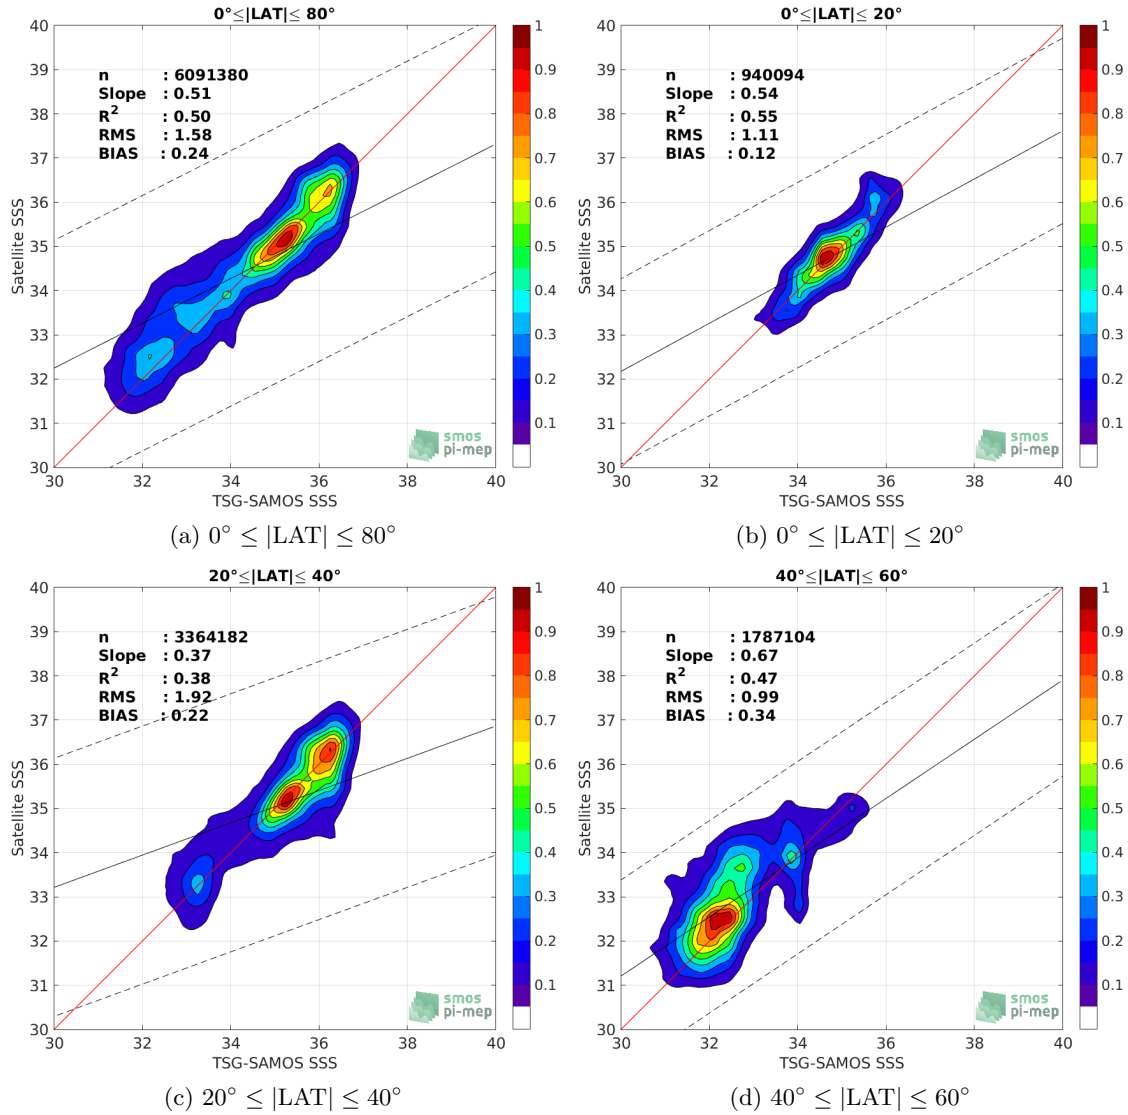 0°≤|LAT|≤ 80°
40
39
38
37
36
35
34
33
32
31
30
Satellite SSS
n : 6091380
Slope : 0.51
R² : 0.50
RMS : 1.58
BIAS : 0.24
smos
pi-mep
30 32 34 36 38 40
TSG-SAMOS SSS
1
0.9
0.8
0.7
0.6
0.5
0.4
0.3
0.2
0.1
(a) 0° ≤ |LAT| ≤ 80°
0°≤|LAT|≤ 20°
40
39
38
37
36
35
34
33
32
31
30
Satellite SSS
n : 940094
Slope : 0.54
R² : 0.55
RMS : 1.11
BIAS : 0.12
smos
pi-mep
30 32 34 36 38 40
TSG-SAMOS SSS
1
0.9
0.8
0.7
0.6
0.5
0.4
0.3
0.2
0.1
(b) 0° ≤ |LAT| ≤ 20°
20°≤|LAT|≤ 40°
40
39
38
37
36
35
34
33
32
31
30
Satellite SSS
n : 3364182
Slope : 0.37
R² : 0.38
RMS : 1.92
BIAS : 0.22
smos
pi-mep
30 32 34 36 38 40
TSG-SAMOS SSS
1
0.9
0.8
0.7
0.6
0.5
0.4
0.3
0.2
0.1
(c) 20° ≤ |LAT| ≤ 40°
40°≤|LAT|≤ 60°
40
39
38
37
36
35
34
33
32
31
30
Satellite SSS
n : 1787104
Slope : 0.67
R² : 0.47
RMS : 0.99
BIAS : 0.34
smos
pi-mep
30 32 34 36 38 40
TSG-SAMOS SSS
1
0.9
0.8
0.7
0.6
0.5
0.4
0.3
0.2
0.1
(d) 40° ≤ |LAT| ≤ 60°